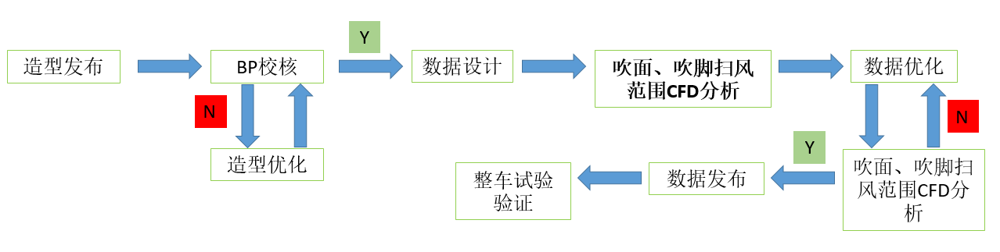 造型发布
BP校核
Y
数据设计
吹面、吹脚扫风
范围CFD分析
数据优化
N
造型优化
N
吹面、吹脚扫
风范围CFD分
析
Y
数据发布
整车试验
验证